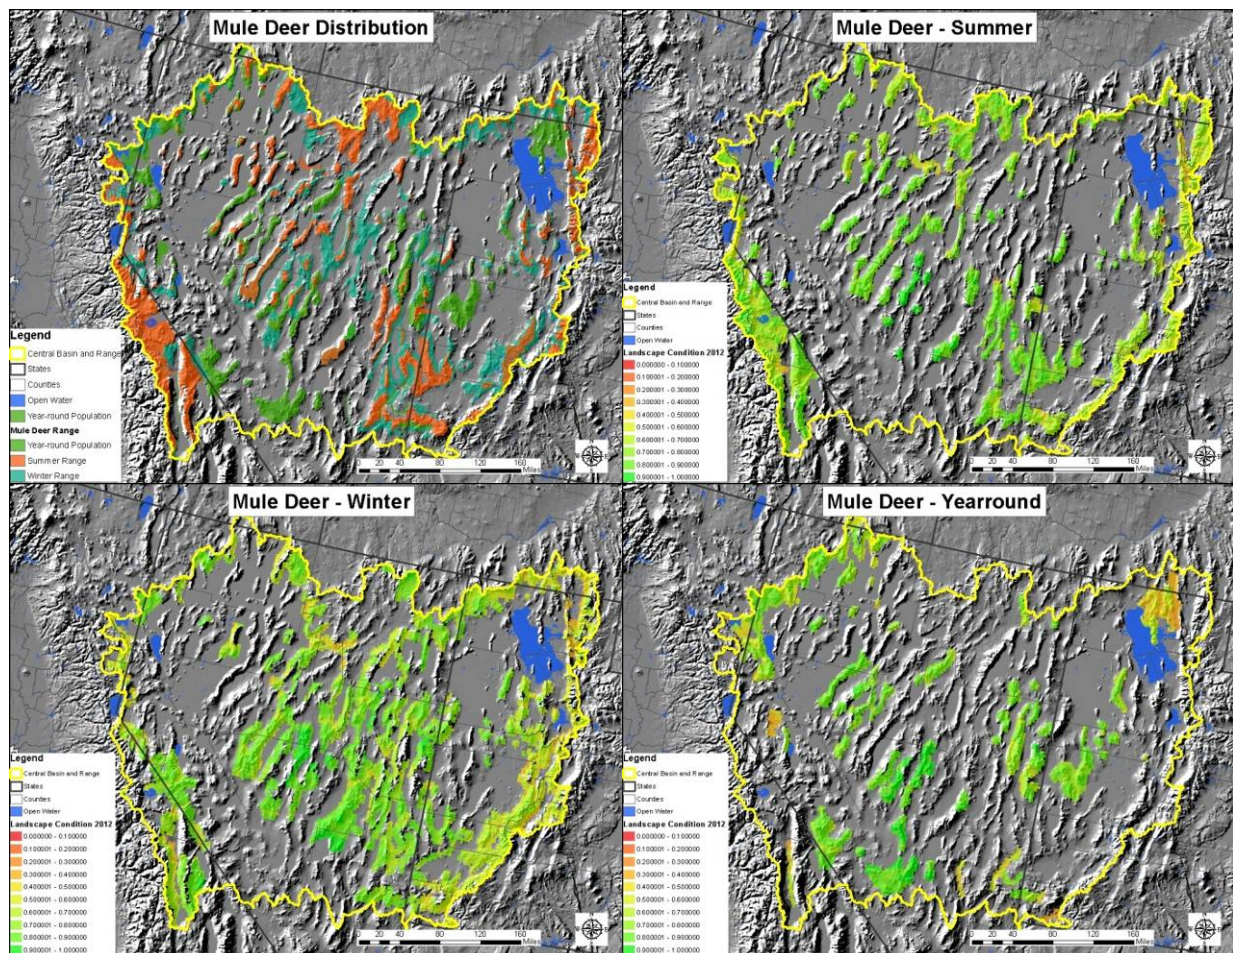 Mule Deer Distribution
Legend
Central Basin and Range
States
Counties
Open Water
Year-round Population
Mule Deer Range
Year-round Population
Summer Range
Winter Range
0 20 40 80 120 160
Miles
Mule Deer - Summer
Legend
Central Basin and Range
States
Counties
Open Water
Landscape Condition 2012
0.000000 - 0.100000
0.100001 - 0.200000
0.200001 - 0.300000
0.300001 - 0.400000
0.400001 - 0.500000
0.500001 - 0.600000
0.600001 - 0.700000
0.700001 - 0.800000
0.800001 - 0.900000
0.900001 - 1.000000
0 20 40 80 120 160
Miles
Mule Deer - Winter
Legend
Central Basin and Range
States
Counties
Open Water
Landscape Condition 2012
0.000000 - 0.100000
0.100001 - 0.200000
0.200001 - 0.300000
0.300001 - 0.400000
0.400001 - 0.500000
0.500001 - 0.600000
0.600001 - 0.700000
0.700001 - 0.800000
0.800001 - 0.900000
0.900001 - 1.000000
0 20 40 80 120 160
Miles
Mule Deer - Yearround
Legend
Central Basin and Range
States
Counties
Open Water
Landscape Condition 2012
0.000000 - 0.100000
0.100001 - 0.200000
0.200001 - 0.300000
0.300001 - 0.400000
0.400001 - 0.500000
0.500001 - 0.600000
0.600001 - 0.700000
0.700001 - 0.800000
0.800001 - 0.900000
0.900001 - 1.000000
0 20 40 80 120 160
Miles